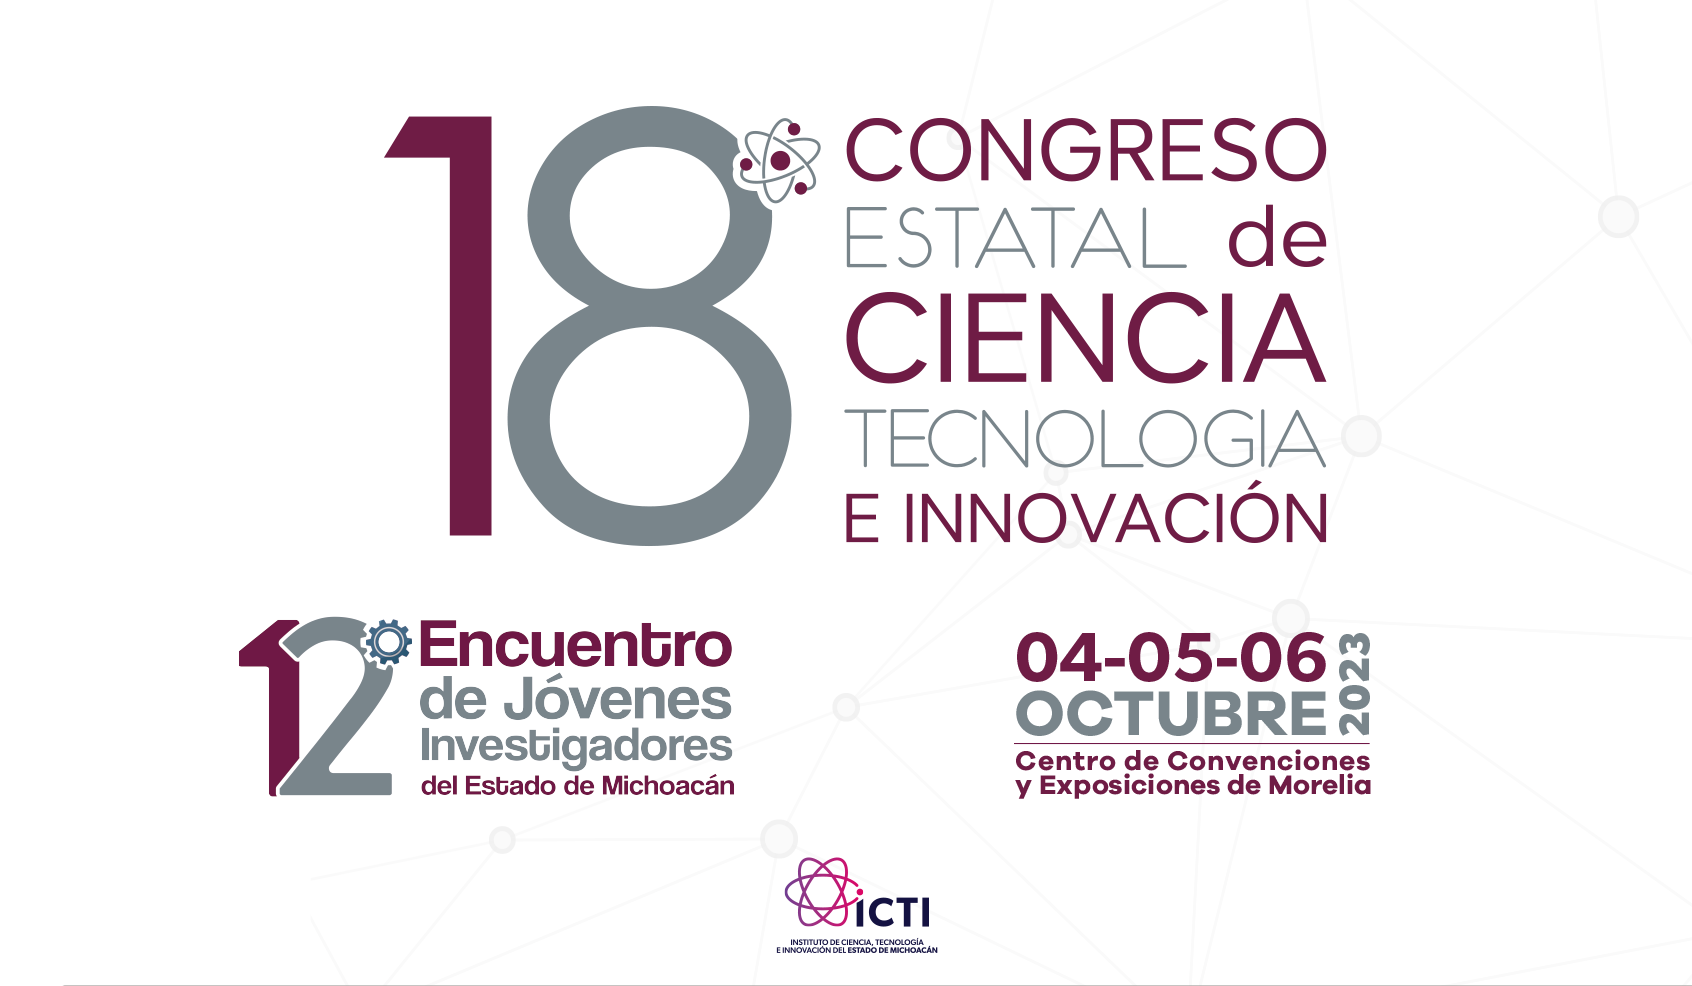 18
CONGRESO
ESTATAL de
CIENCIA
TECNOLOGIA
E INNOVACIÓN
12
Encuentro
de Jóvenes
Investigadores
del Estado de Michoacán
04-05-06
OCTUBRE
2023
Centro de Convenciones
y Exposiciones de Morelia
iCTI
INSTITUTO DE CIENCIA, TECNOLOGÍA
E INNOVACIÓN DEL ESTADO DE MICHOACÁN